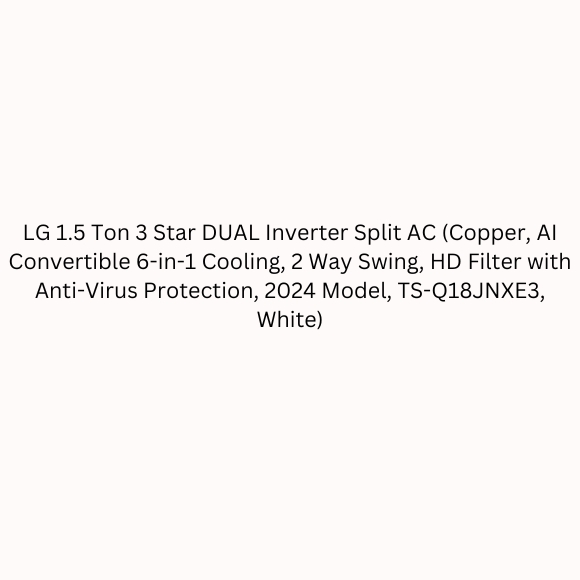 LG 1.5 Ton 3 Star DUAL Inverter Split AC (Copper, AI
Convertible 6-in-1 Cooling, 2 Way Swing, HD Filter with
Anti-Virus Protection, 2024 Model, TS-Q18JNXE3,
White)